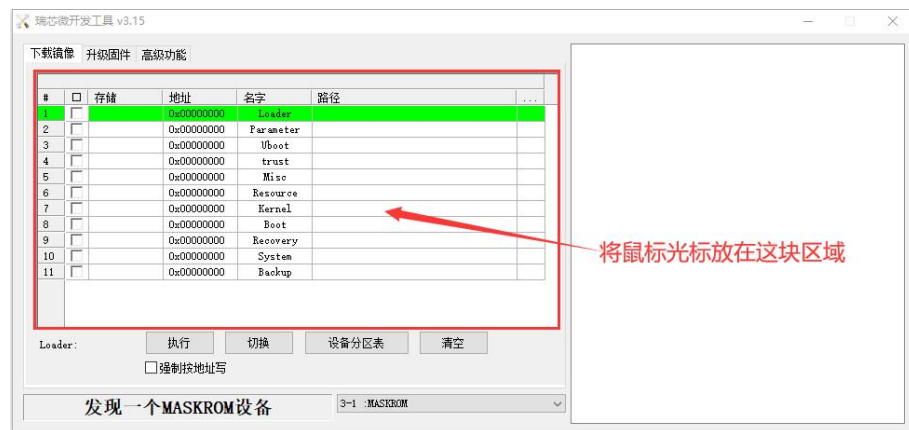 瑞芯微开发工具 v3.15
下载镜像 升级固件 高级功能
# 存储 地址 名字 路径 ...
1 0x00000000 Loader
2 0x00000000 Parameter
3 0x00000000 Uboot
4 0x00000000 trust
5 0x00000000 Misc
6 0x00000000 Resource
7 0x00000000 Kernel
8 0x00000000 Boot
9 0x00000000 Recovery
10 0x00000000 System
11 0x00000000 Backup
将鼠标光标放在这块区域
Loader: 执行 切换 设备分区表 清空
强制按地址写
发现一个MASKROM设备 3-1 :MASKROM